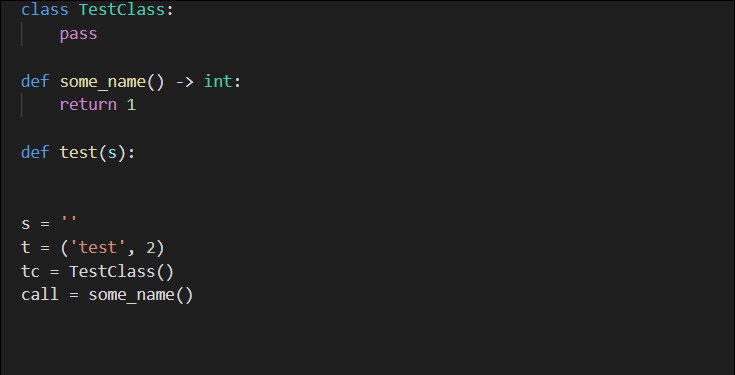 class TestClass:
    pass
def some_name() -> int:
    return 1
def test(s):
s = ''
t = ('test', 2)
tc = TestClass()
call = some_name()